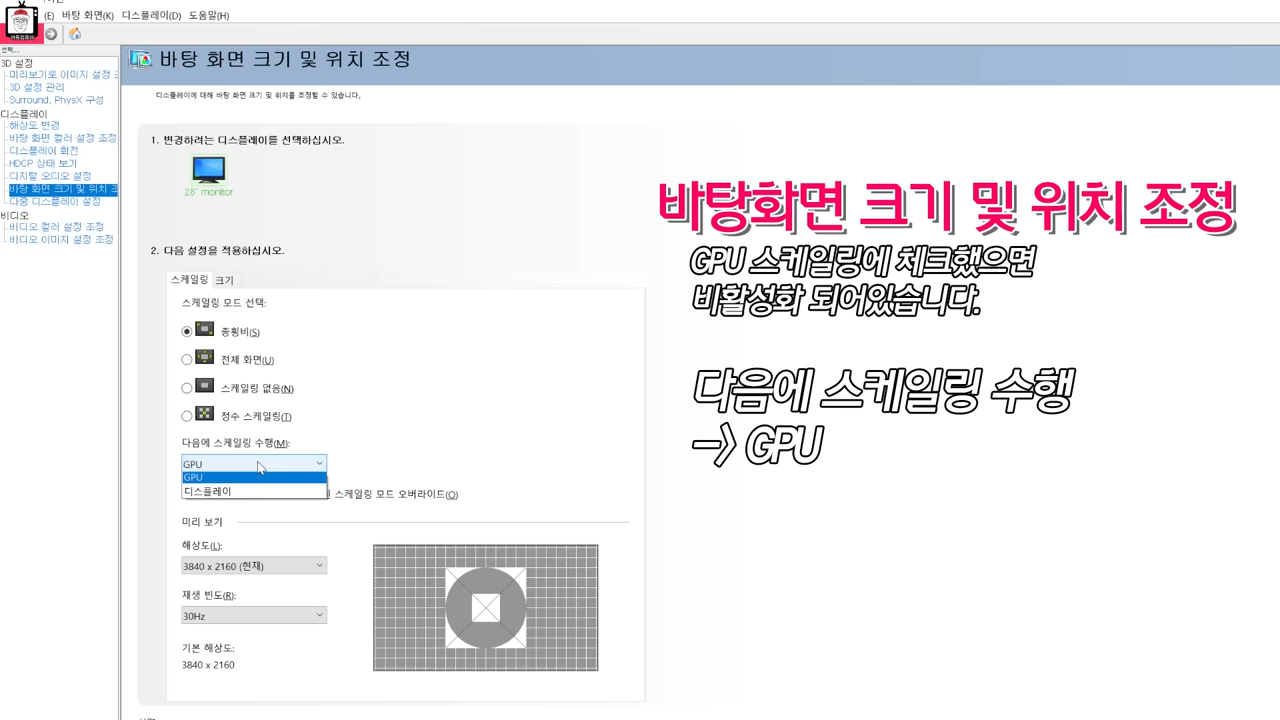 (E) 바탕 화면(K) 디스플레이(D) 도움말(H)
선택...
3D 설정
미리보기로 이미지 설정 조
3D 설정 관리
Surround, PhysX 구성
디스플레이
해상도 변경
바탕 화면 컬러 설정 조정
디스플레이 회전
HDCP 상태 보기
디지털 오디오 설정
바탕 화면 크기 및 위치 조
다중 디스플레이 설정
비디오
비디오 컬러 설정 조정
비디오 이미지 설정 조정
바탕 화면 크기 및 위치 조정
디스플레이에 대해 바탕 화면 크기 및 위치를 조정할 수 있습니다.
1. 변경하려는 디스플레이를 선택하십시오.
28" monitor
2. 다음 설정을 적용하십시오.
스케일링 크기
스케일링 모드 선택:
종횡비(S)
전체 화면(U)
스케일링 없음(N)
정수 스케일링(T)
다음에 스케일링 수행(M):
GPU
GPU
디스플레이
스케일링 모드 오버라이드(O)
미리 보기
해상도(L):
3840 x 2160 (현재)
재생 빈도(R):
30Hz
기본 해상도:
3840 x 2160
바탕화면 크기 및 위치 조정
GPU 스케일링에 체크했으면
비활성화 되어있습니다.
다음에 스케일링 수행
-> GPU